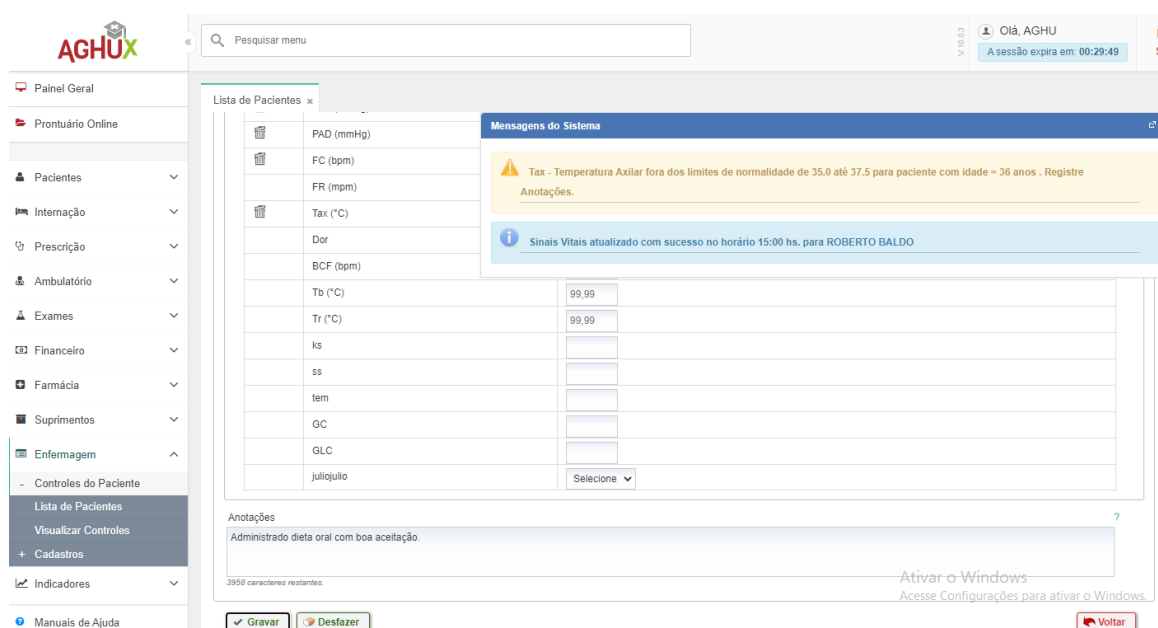 AGHUX
«
Pesquisar menu
V. 10.0.3
Olá, AGHU
A sessão expira em: 00:29:49
Painel Geral
Prontuário Online
Pacientes
Internação
Prescrição
Ambulatório
Exames
Financeiro
Farmácia
Suprimentos
Enfermagem
- Controles do Paciente
Lista de Pacientes
Visualizar Controles
+ Cadastros
Indicadores
Manuais de Ajuda
Lista de Pacientes ×
Mensagens do Sistema
Tax - Temperatura Axilar fora dos limites de normalidade de 35.0 até 37.5 para paciente com idade = 36 anos . Registre
Anotações.
Sinais Vitais atualizado com sucesso no horário 15:00 hs. para ROBERTO BALDO
PAD (mmHg)
FC (bpm)
FR (mpm)
Tax (°C)
Dor
BCF (bpm)
Tb (°C) 99,99
Tr (°C) 99,99
ks
ss
tem
GC
GLC
juliojulio Selecione
Anotações ?
Administrado dieta oral com boa aceitação.
3958 caracteres restantes.
Ativar o Windows
Acesse Configurações para ativar o Windows.
Gravar Desfazer Voltar